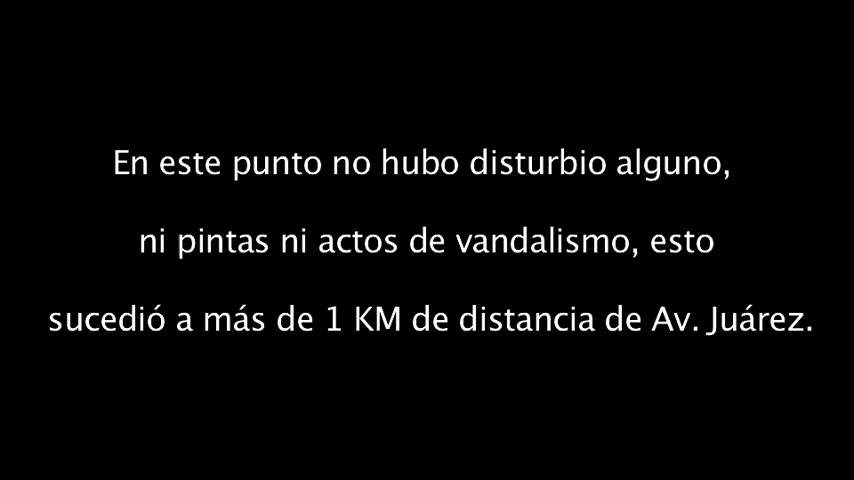 En este punto no hubo disturbio alguno,
ni pintas ni actos de vandalismo, esto
sucedió a más de 1 KM de distancia de Av. Juárez.